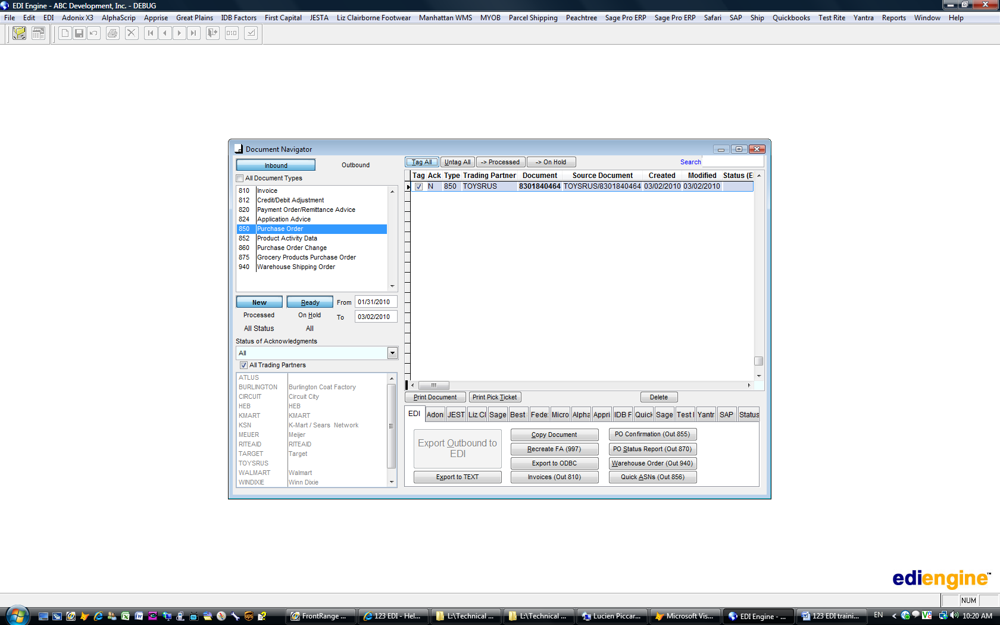 EDI Engine - ABC Development, Inc. - DEBUG
File Edit EDI Adonix X3 AlphaScrip Apprise Great Plains IDB Factors First Capital JESTA Liz Clairborne Footwear Manhattan WMS MYOB Parcel Shipping Peachtree Sage Pro ERP Sage Pro ERP Safari SAP Ship Quickbooks Test Rite Yantra Reports Window Help
Document Navigator
Inbound Outbound
All Document Types
810 Invoice
812 Credit/Debit Adjustment
820 Payment Order/Remittance Advice
824 Application Advice
850 Purchase Order
852 Product Activity Data
860 Purchase Order Change
875 Grocery Products Purchase Order
940 Warehouse Shipping Order
New Ready From 01/31/2010
Processed On Hold To 03/02/2010
All Status All
Status of Acknowledgments
All
All Trading Partners
ATLUS
BURLINGTON Burlington Coat Factory
CIRCUIT Circuit City
HEB HEB
KMART KMART
KSN K-Mart / Sears Network
MEIJER Meijer
RITEAID RITEAID
TARGET Target
TOYSRUS
WALMART Walmart
WINDIXIE Winn Dixie
Tag All Untag All -> Processed -> On Hold Search
Tag Ack Type Trading Partner Document Source Document Created Modified Status (E
N 850 TOYSRUS 8301840464 TOYSRUS/8301840464 03/02/2010 03/02/2010
Print Document Print Pick Ticket Delete
EDI Adon JEST Liz Cl Sage Best Fede Micro Alpha Appri IDB F Quick Sage Test I Yantr SAP Status
Export Outbound to
EDI
Export to TEXT
Copy Document
Recreate FA (997)
Export to ODBC
Invoices (Out 810)
PO Confirmation (Out 855)
PO Status Report (Out 870)
Warehouse Order (Out 940)
Quick ASNs (Out 856)
ediengine™
NUM
FrontRange ... 123 EDI - Hel... L:\Technical ... L:\Technical ... Lucien Piccar... Microsoft Vis... EDI Engine - ... 123 EDI traini... EN 10:20 AM